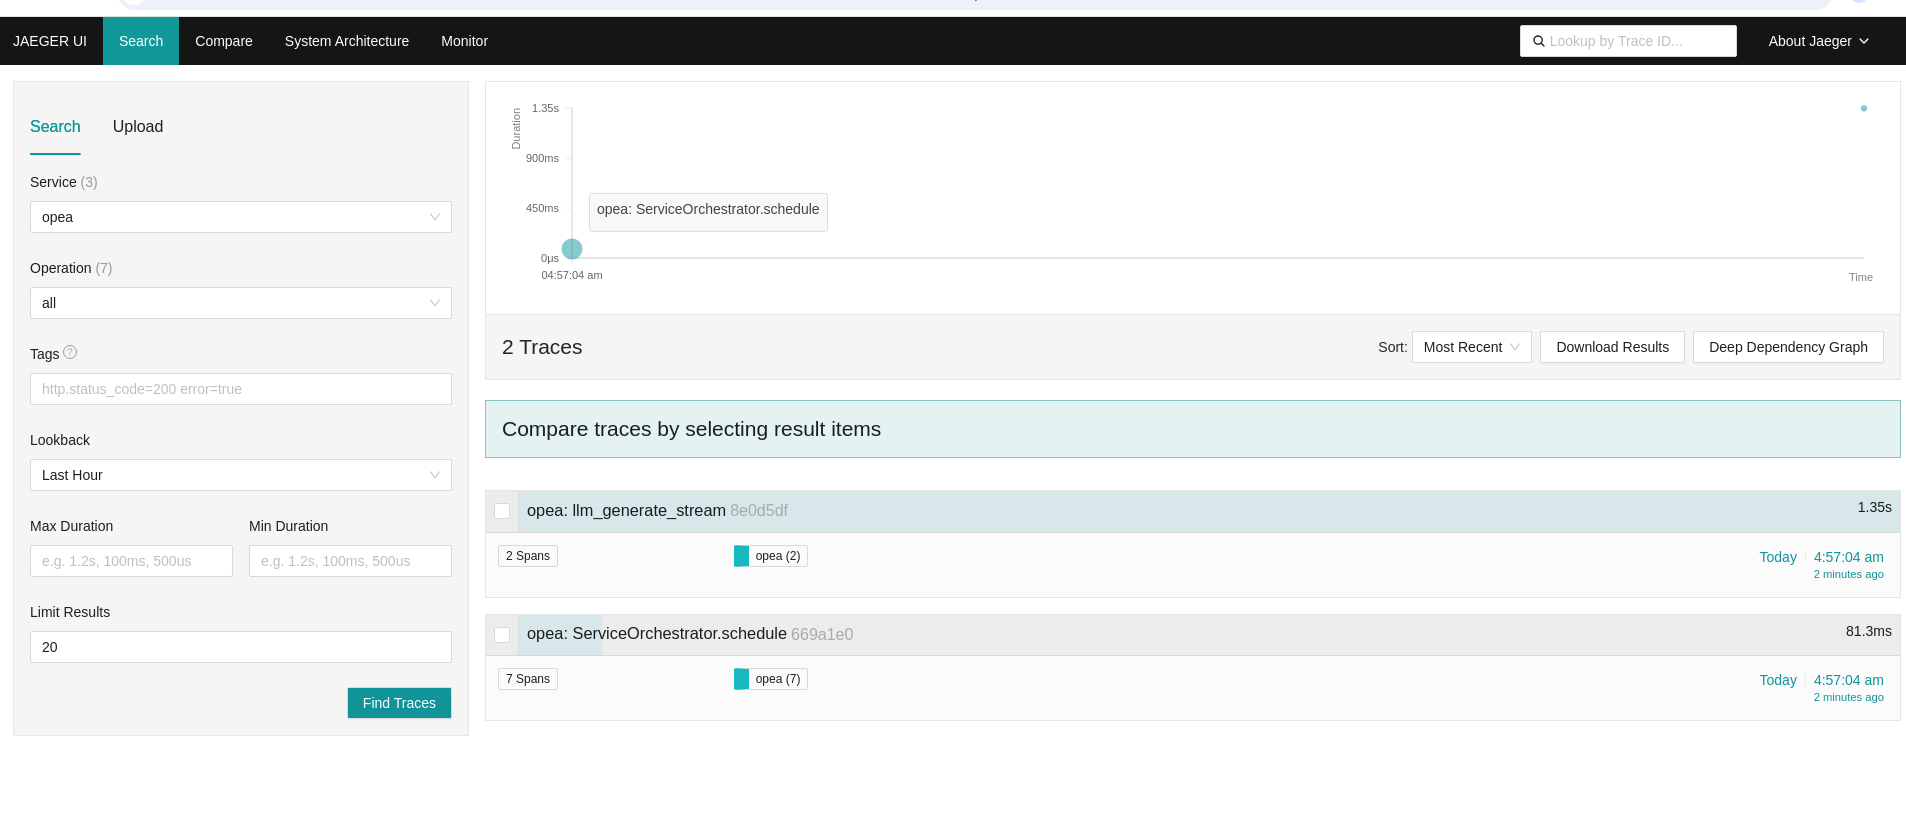 JAEGER UI Search Compare System Architecture Monitor Lookup by Trace ID... About Jaeger
Search Upload
Service (3)
opea
Operation (7)
all
Tags ?
http.status_code=200 error=true
Lookback
Last Hour
Max Duration Min Duration
e.g. 1.2s, 100ms, 500us e.g. 1.2s, 100ms, 500us
Limit Results
20
Find Traces
Duration
1.35s
900ms
450ms
0μs
opea: ServiceOrchestrator.schedule
04:57:04 am
Time
2 Traces Sort: Most Recent Download Results Deep Dependency Graph
Compare traces by selecting result items
opea: llm_generate_stream 8e0d5df 1.35s
2 Spans opea (2) Today 4:57:04 am
2 minutes ago
opea: ServiceOrchestrator.schedule 669a1e0 81.3ms
7 Spans opea (7) Today 4:57:04 am
2 minutes ago